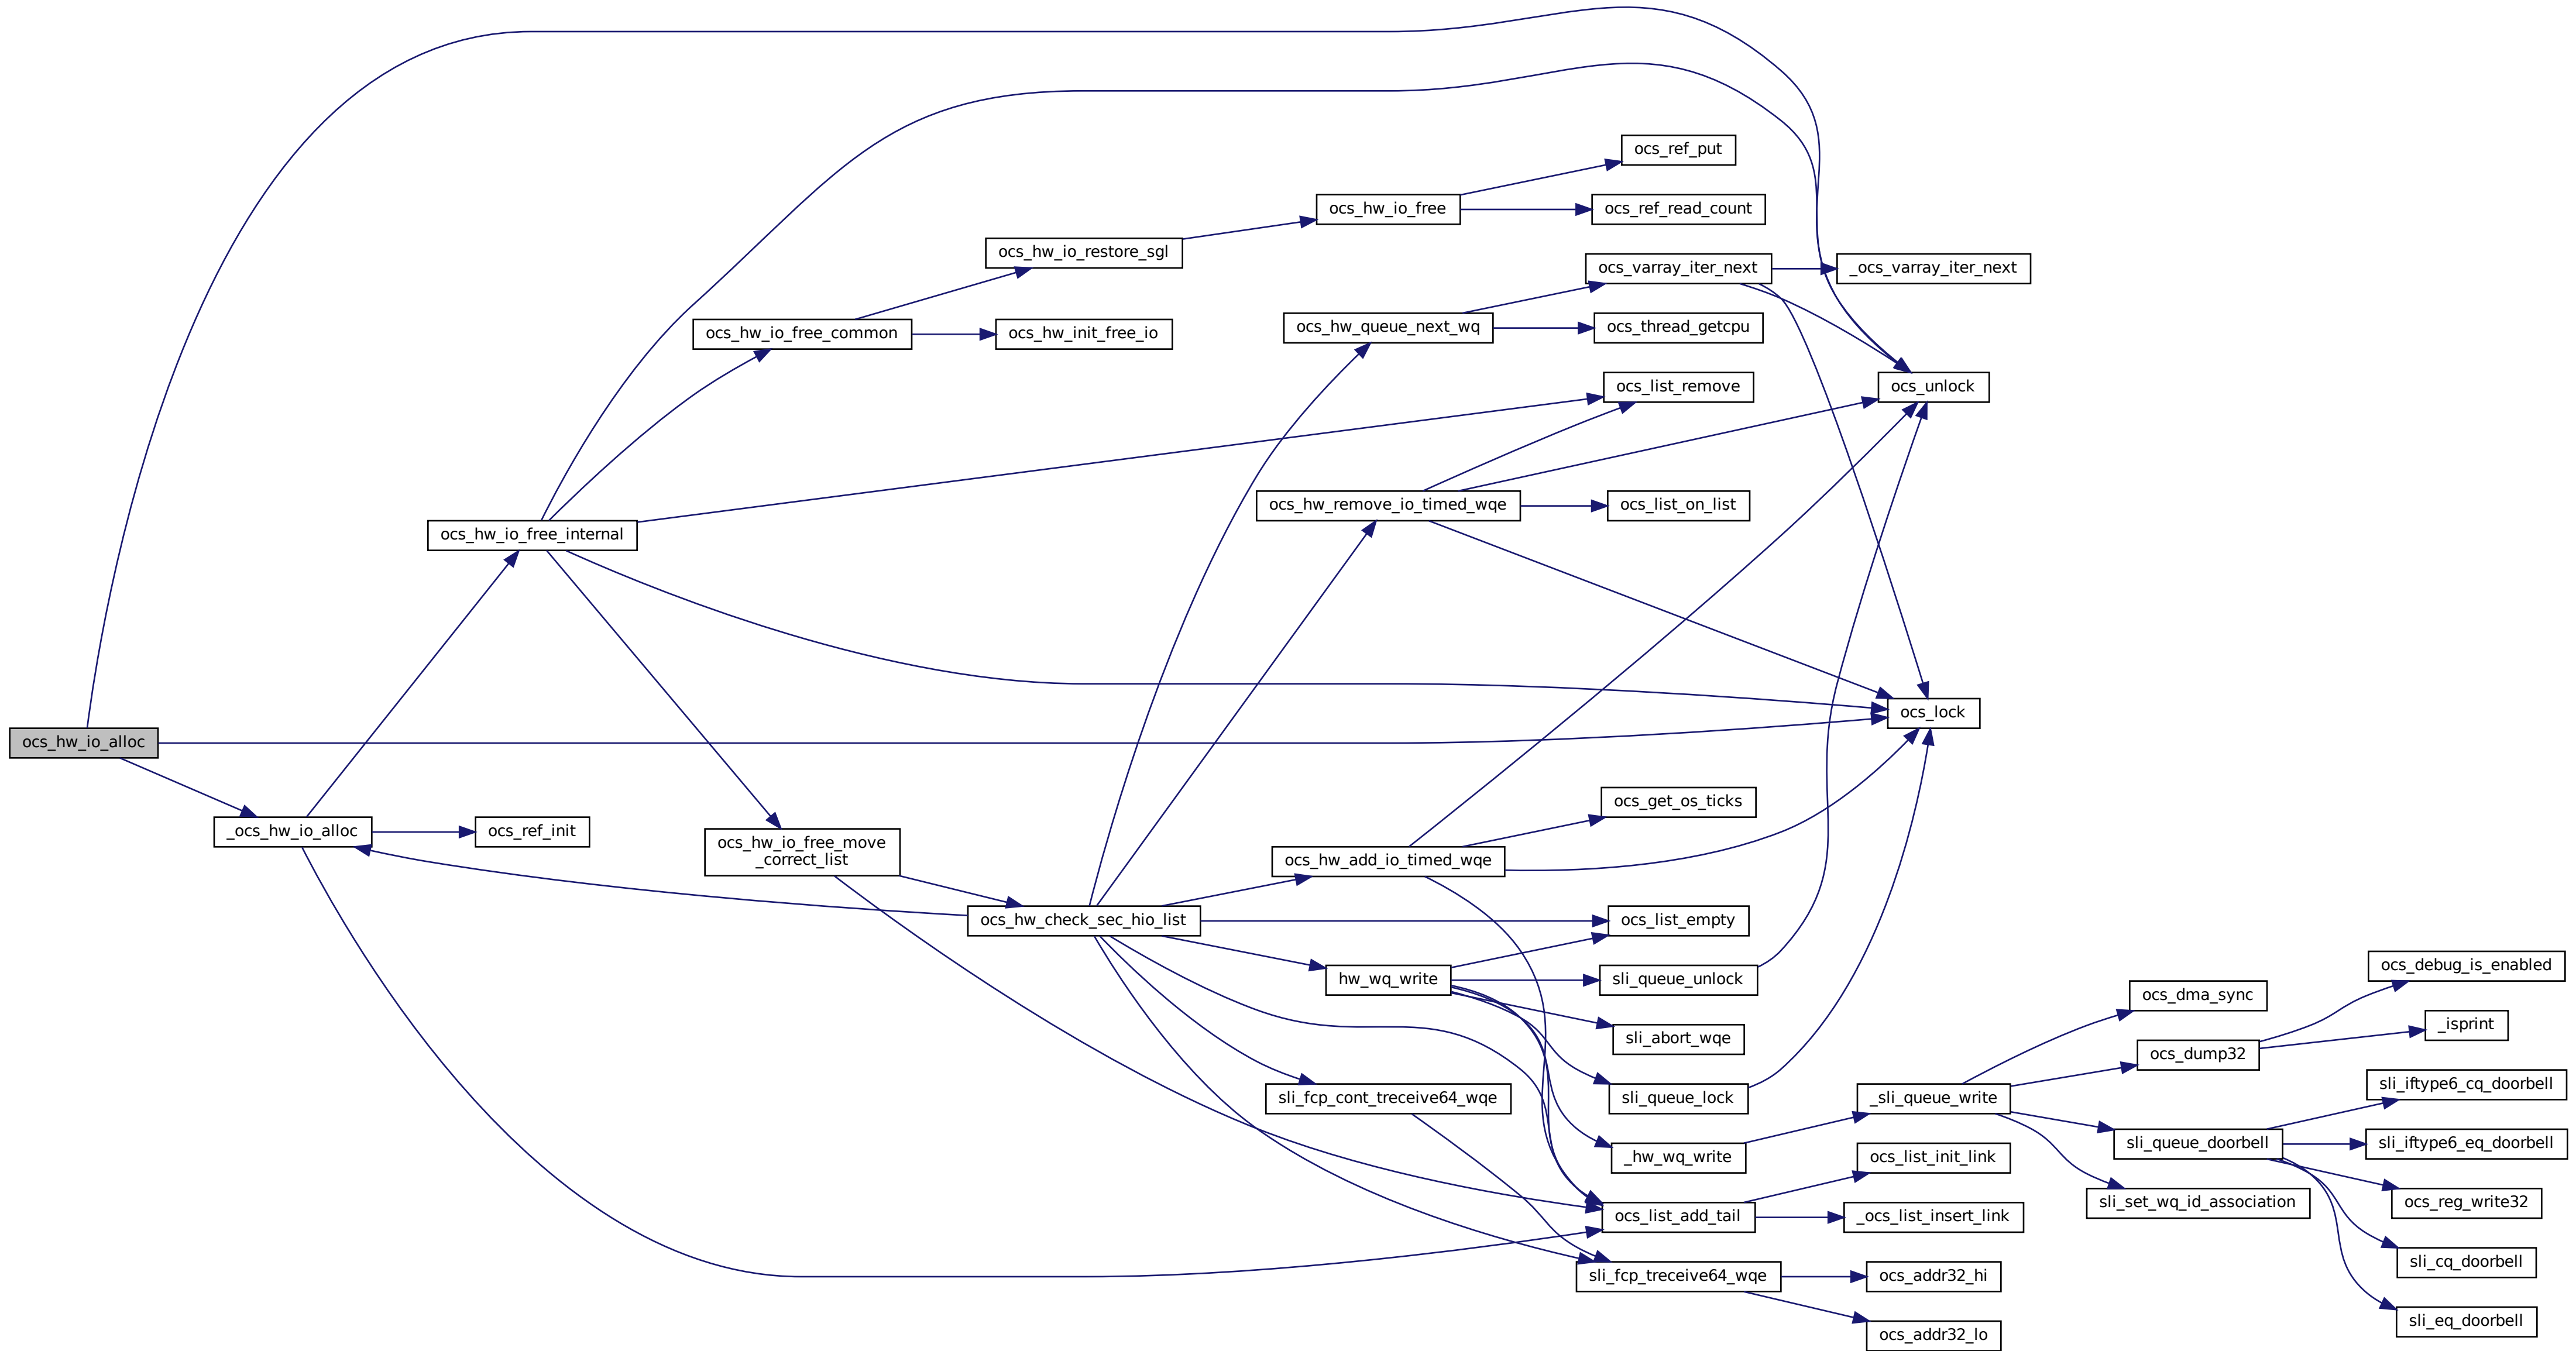 ocs_ref_put
ocs_hw_io_free
ocs_ref_read_count
ocs_hw_io_restore_sgl
ocs_varray_iter_next
_ocs_varray_iter_next
ocs_hw_io_free_common
ocs_hw_init_free_io
ocs_hw_queue_next_wq
ocs_thread_getcpu
ocs_list_remove
ocs_unlock
ocs_hw_remove_io_timed_wqe
ocs_list_on_list
ocs_hw_io_free_internal
ocs_lock
ocs_hw_io_alloc
ocs_get_os_ticks
_ocs_hw_io_alloc
ocs_ref_init
ocs_hw_io_free_move
_correct_list
ocs_hw_add_io_timed_wqe
ocs_hw_check_sec_hio_list
ocs_list_empty
hw_wq_write
sli_queue_unlock
ocs_debug_is_enabled
ocs_dma_sync
_isprint
sli_abort_wqe
ocs_dump32
sli_iftype6_cq_doorbell
sli_fcp_cont_treceive64_wqe
sli_queue_lock
_sli_queue_write
sli_queue_doorbell
sli_iftype6_eq_doorbell
_hw_wq_write
ocs_list_init_link
sli_set_wq_id_association
ocs_reg_write32
ocs_list_add_tail
_ocs_list_insert_link
sli_cq_doorbell
sli_fcp_treceive64_wqe
ocs_addr32_hi
sli_eq_doorbell
ocs_addr32_lo